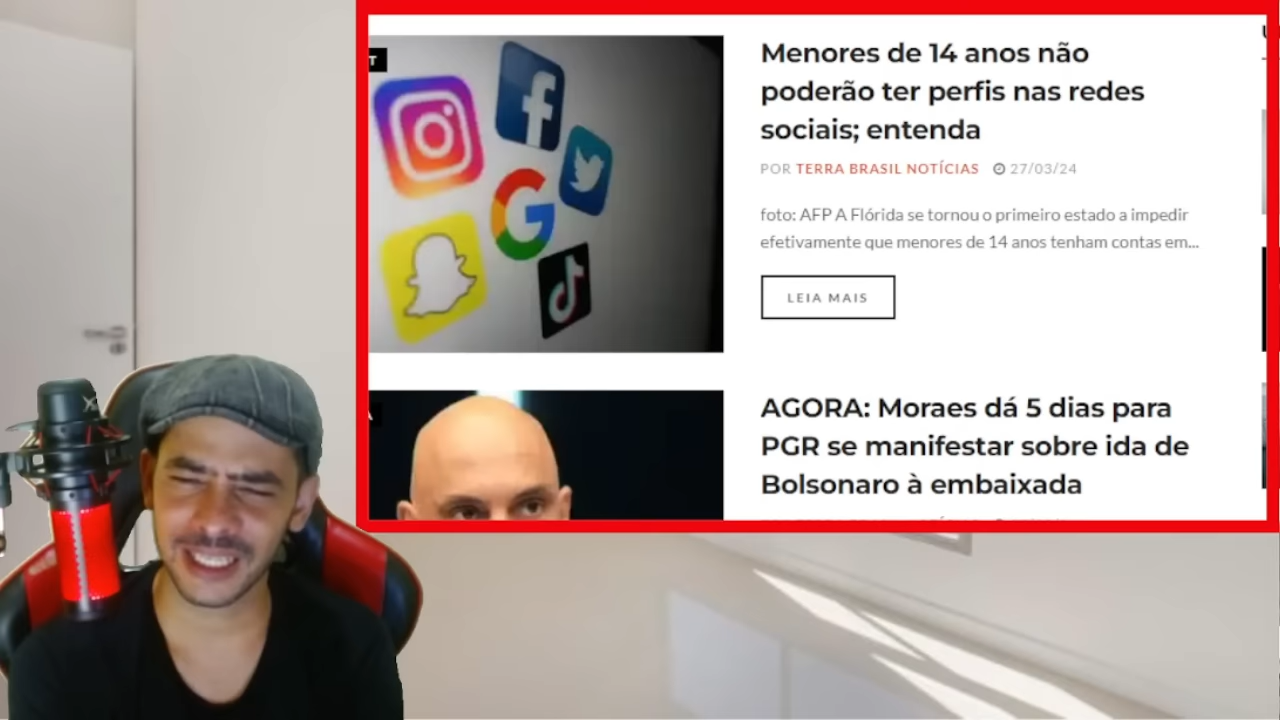 T
Menores de 14 anos não
poderão ter perfis nas redes
sociais; entenda
POR TERRA BRASIL NOTÍCIAS 27/03/24
foto: AFP A Flórida se tornou o primeiro estado a impedir
efetivamente que menores de 14 anos tenham contas em...
LEIA MAIS
AGORA: Moraes dá 5 dias para
PGR se manifestar sobre ida de
Bolsonaro à embaixada